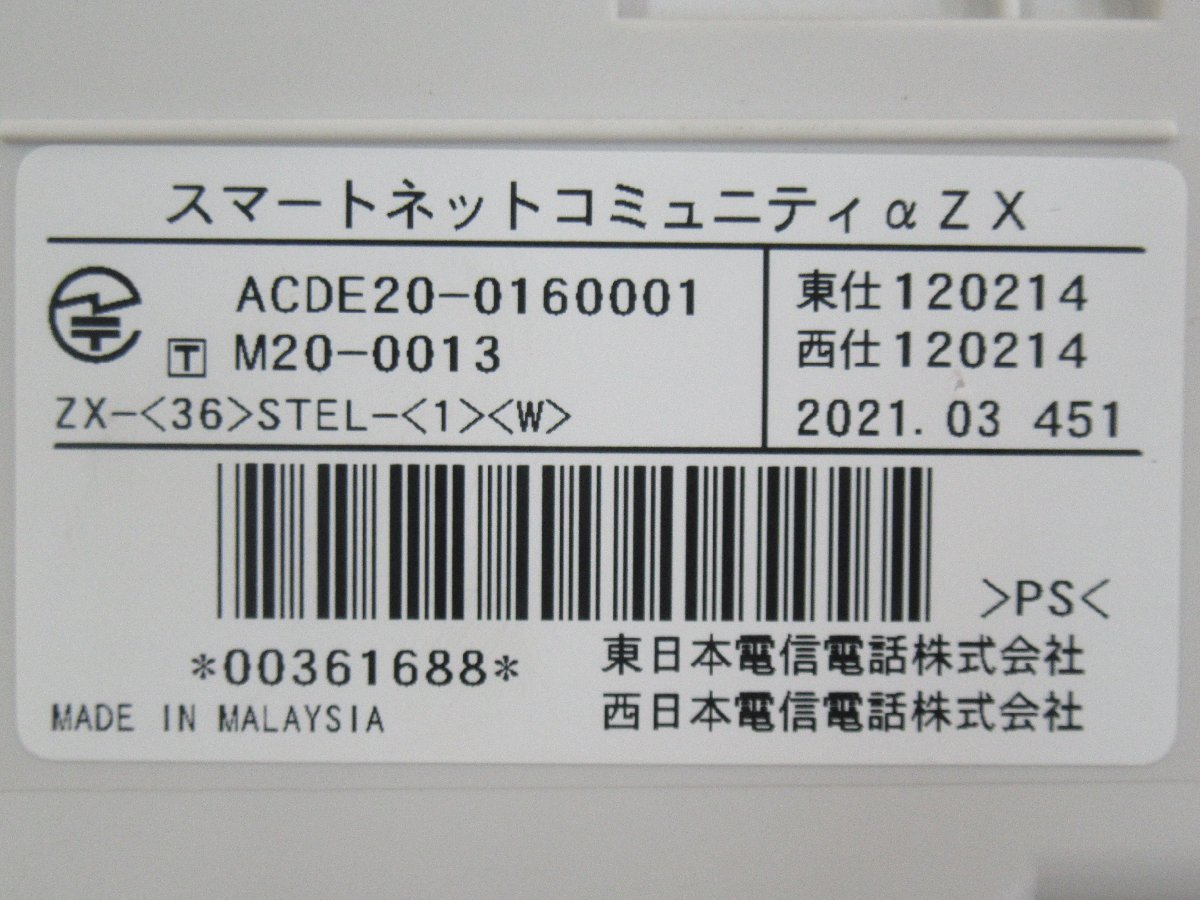 スマートネットコミュニティαＺＸ
ACDE20-0160001
T M20-0013
ZX-<36>STEL-<1><W>
東仕120214
西仕120214
2021.03 451
>PS<
*00361688*
東日本電信電話株式会社
西日本電信電話株式会社
MADE IN MALAYSIA